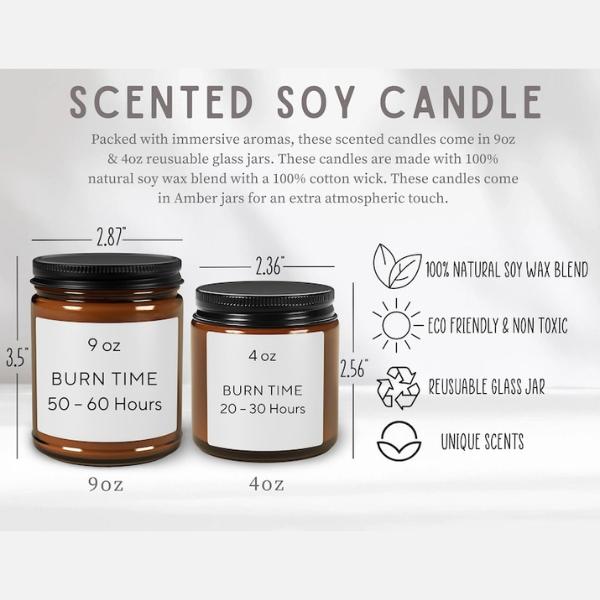 SCENTED SOY CANDLE
Packed with immersive aromas, these scented candles come in 9oz
& 4oz reusuable glass jars. These candles are made with 100%
natural soy wax blend with a 100% cotton wick. These candles come
in Amber jars for an extra atmospheric touch.
2.87"
2.36"
3.5"
2.56"
9 oz
BURN TIME
50 – 60 Hours
4 oz
BURN TIME
20 – 30 Hours
9oz
4oz
100% NATURAL SOY WAX BLEND
ECO FRIENDLY & NON TOXIC
REUSUABLE GLASS JAR
UNIQUE SCENTS